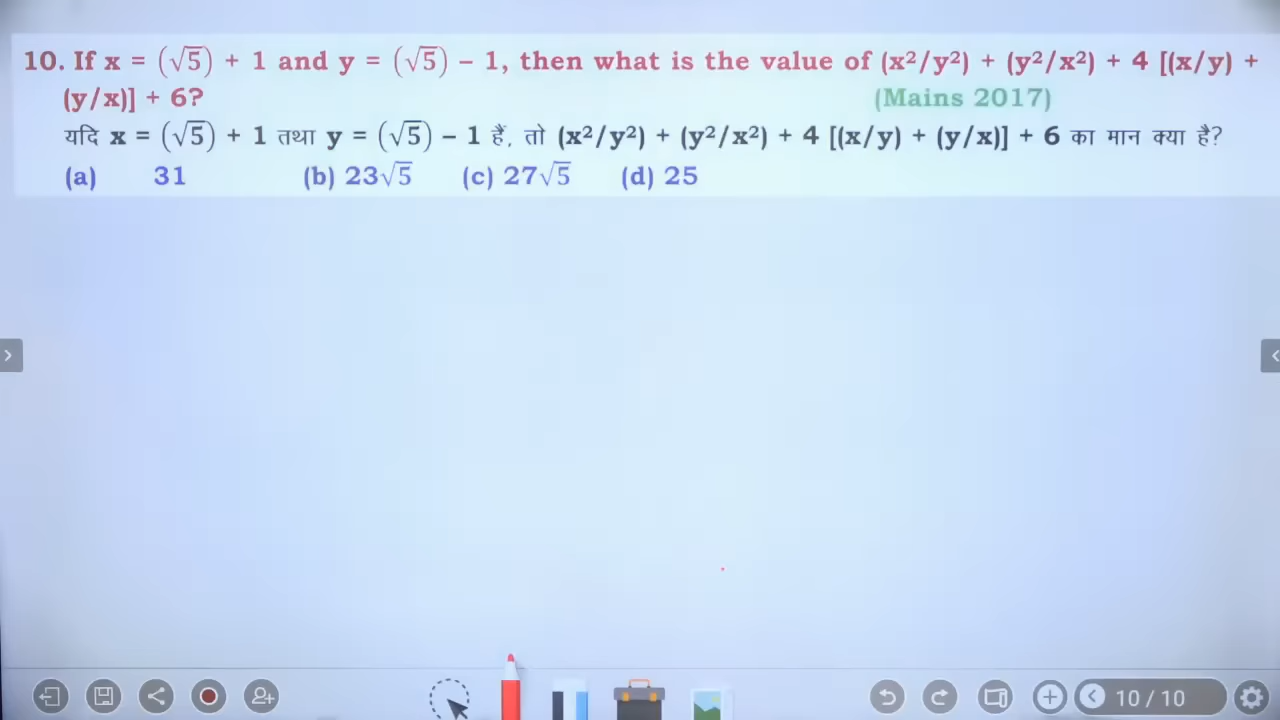 10. If x = (√5) + 1 and y = (√5) – 1, then what is the value of (x²/y²) + (y²/x²) + 4 [(x/y) +
(y/x)] + 6?
(Mains 2017)
यदि x = (√5) + 1 तथा y = (√5) – 1 हैं, तो (x²/y²) + (y²/x²) + 4 [(x/y) + (y/x)] + 6 का मान क्या है?
(a) 31 (b) 23√5 (c) 27√5 (d) 25
10 / 10